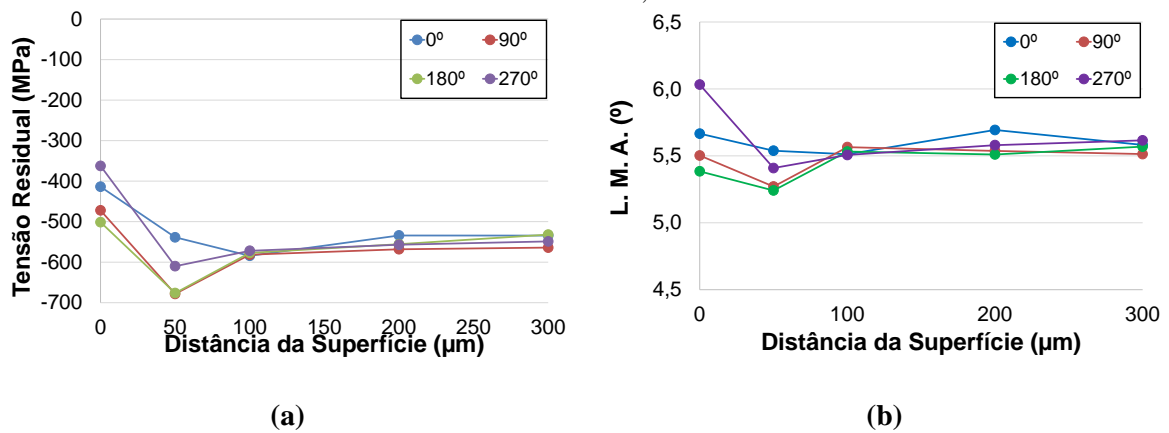 0
-100
-200
-300
-400
-500
-600
-700
Tensão Residual (MPa)
0º
90º
180º
270º
0 50 100 150 200 250 300
Distância da Superfície (µm)
(a)
6,5
6,0
5,5
5,0
4,5
L. M. A. (º)
0º
90º
180º
270º
0 100 200 300
Distância da Superfície (µm)
(b)